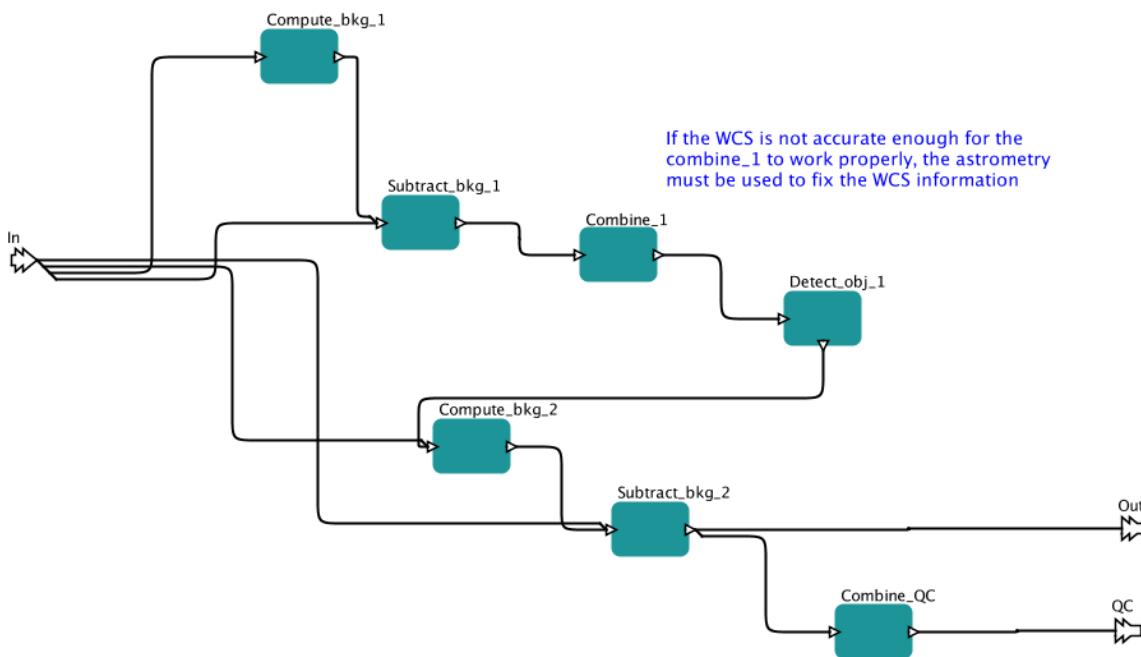 Compute_bkg_1
If the WCS is not accurate enough for the
combine_1 to work properly, the astrometry
must be used to fix the WCS information
Subtract_bkg_1
Combine_1
In
Detect_obj_1
Compute_bkg_2
Subtract_bkg_2
Out
Combine_QC
QC